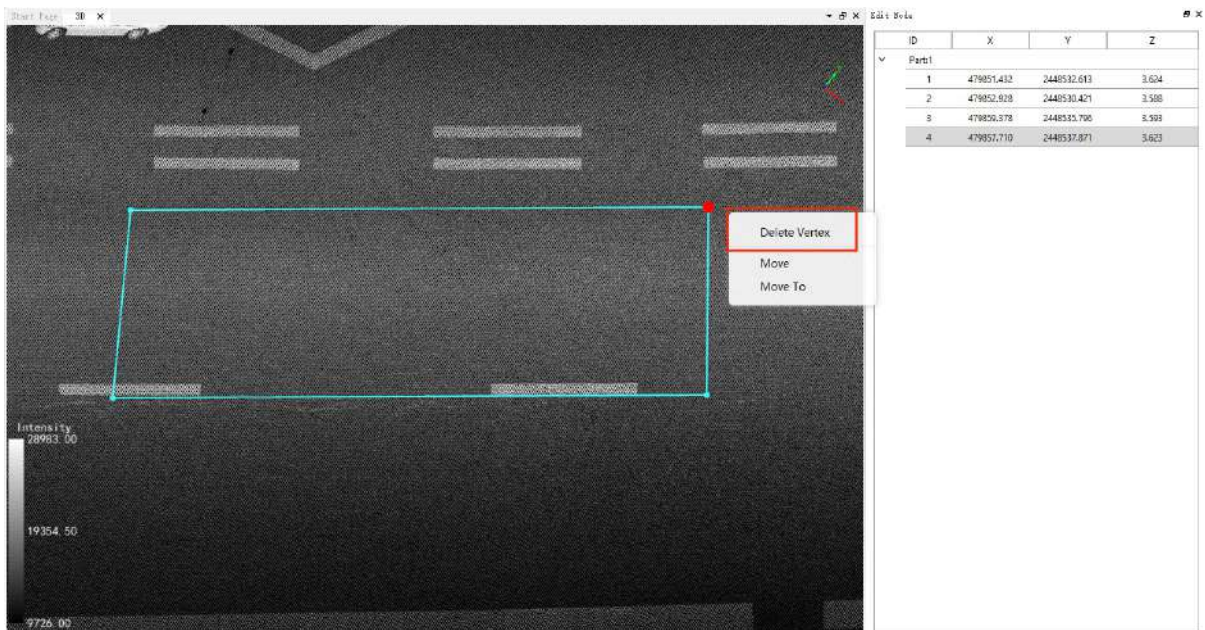 Start Page 3D
Edit Node
ID X Y Z
Part:1
1 479851.432 2448532.613 3.624
2 479852.928 2448530.421 3.588
3 479859.378 2448535.796 3.593
4 479857.710 2448537.871 3.623
Delete Vertex
Move
Move To
Intensity
28983.00
19354.50
9726.00